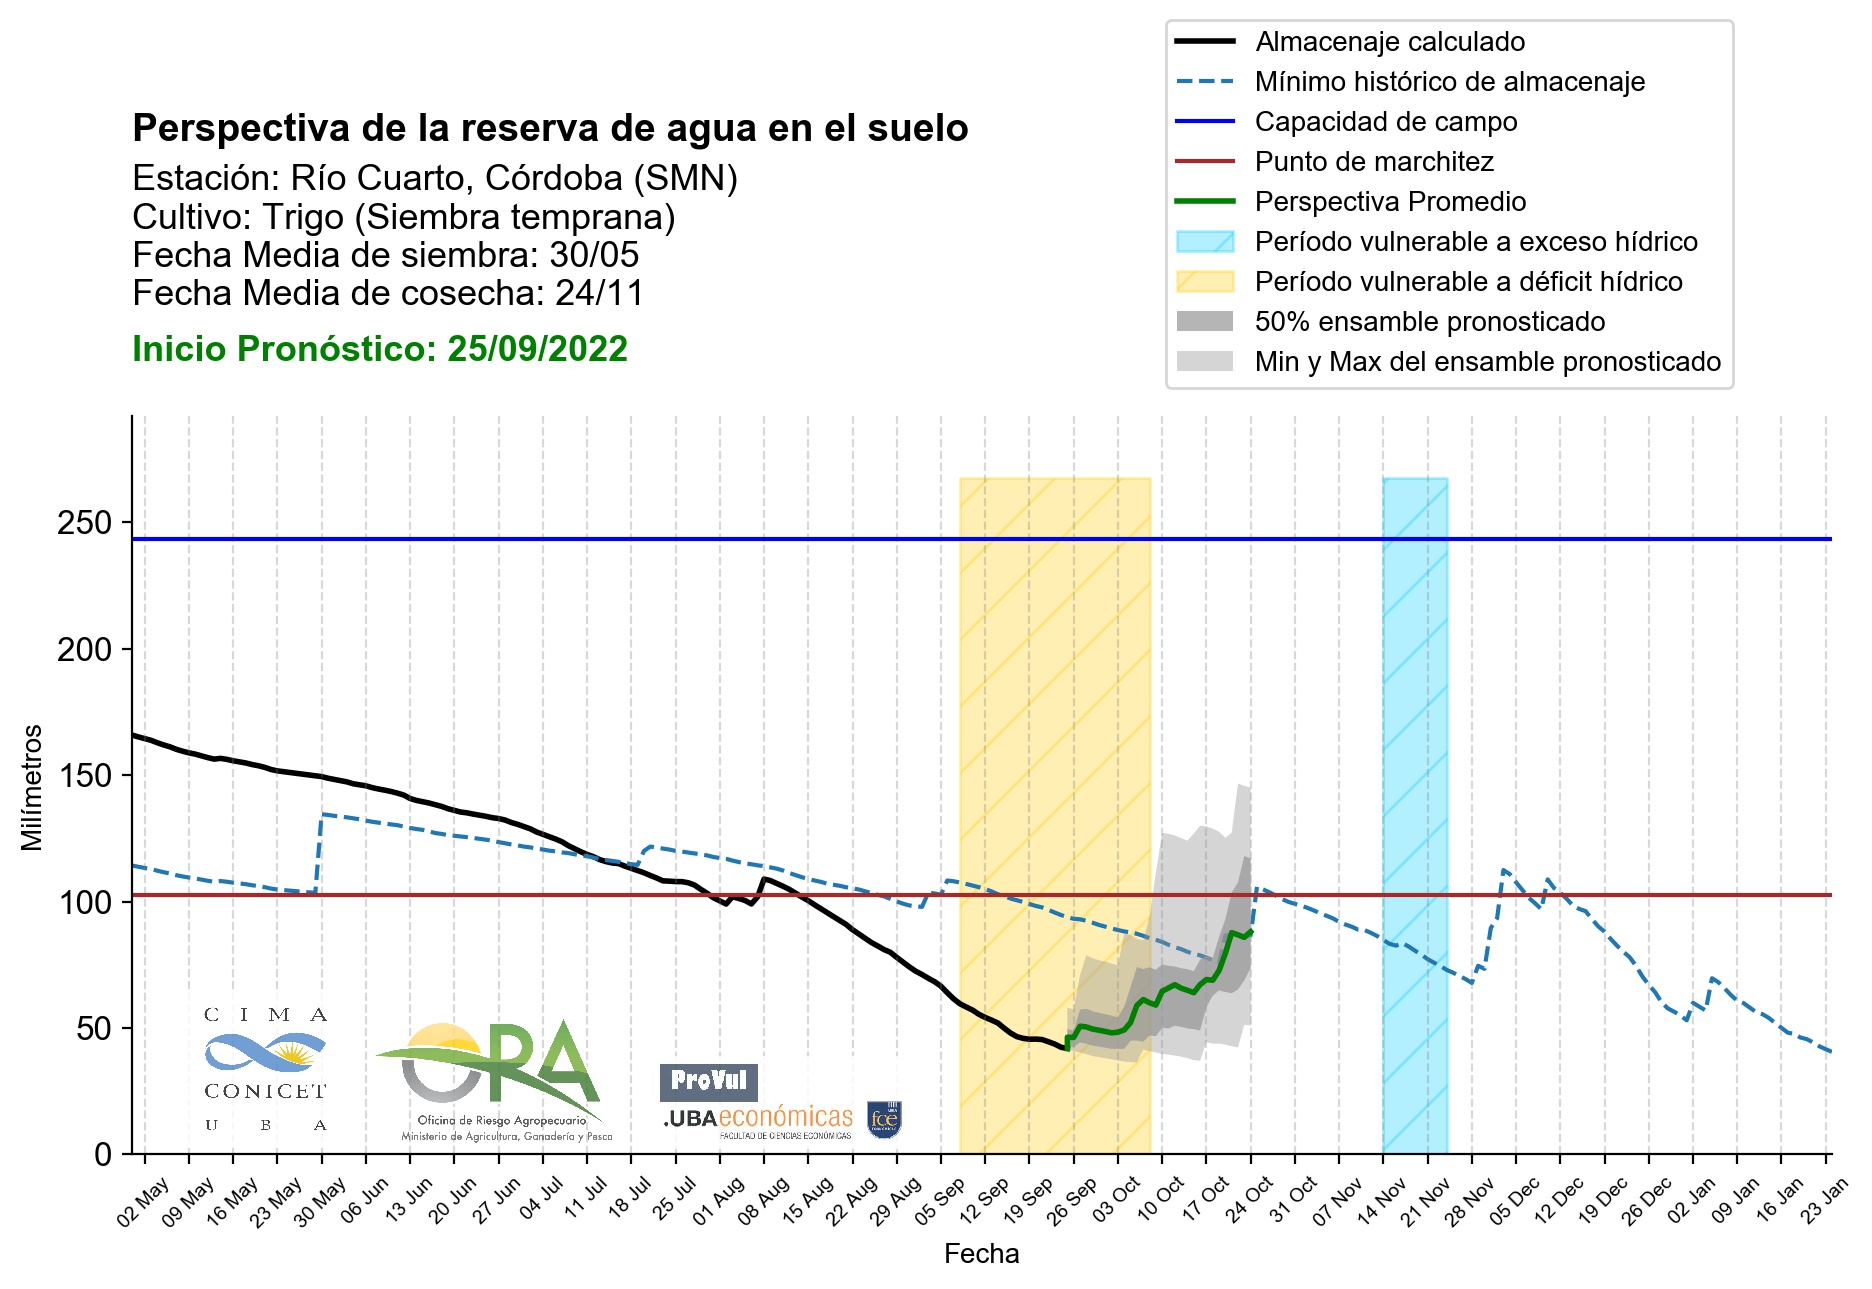 Almacenaje calculado
Mínimo histórico de almacenaje
Capacidad de campo
Punto de marchitez
Perspectiva Promedio
Período vulnerable a exceso hídrico
Período vulnerable a déficit hídrico
50% ensamble pronosticado
Min y Max del ensamble pronosticado
Perspectiva de la reserva de agua en el suelo
Estación: Río Cuarto, Córdoba (SMN)
Cultivo: Trigo (Siembra temprana)
Fecha Media de siembra: 30/05
Fecha Media de cosecha: 24/11
Inicio Pronóstico: 25/09/2022
Milímetros
250
200
150
100
50
0
CIMA
CONICET
UBA
ORA
Oficina de Riesgo Agropecuario
Ministerio de Agricultura, Ganadería y Pesca
ProVul
.UBAeconómicas
FACULTAD DE CIENCIAS ECONÓMICAS
fce
02 May
09 May
16 May
23 May
30 May
06 Jun
13 Jun
20 Jun
27 Jun
04 Jul
11 Jul
18 Jul
25 Jul
01 Aug
08 Aug
15 Aug
22 Aug
29 Aug
05 Sep
12 Sep
19 Sep
26 Sep
03 Oct
10 Oct
17 Oct
24 Oct
31 Oct
07 Nov
14 Nov
21 Nov
28 Nov
05 Dec
12 Dec
19 Dec
26 Dec
02 Jan
09 Jan
16 Jan
23 Jan
Fecha